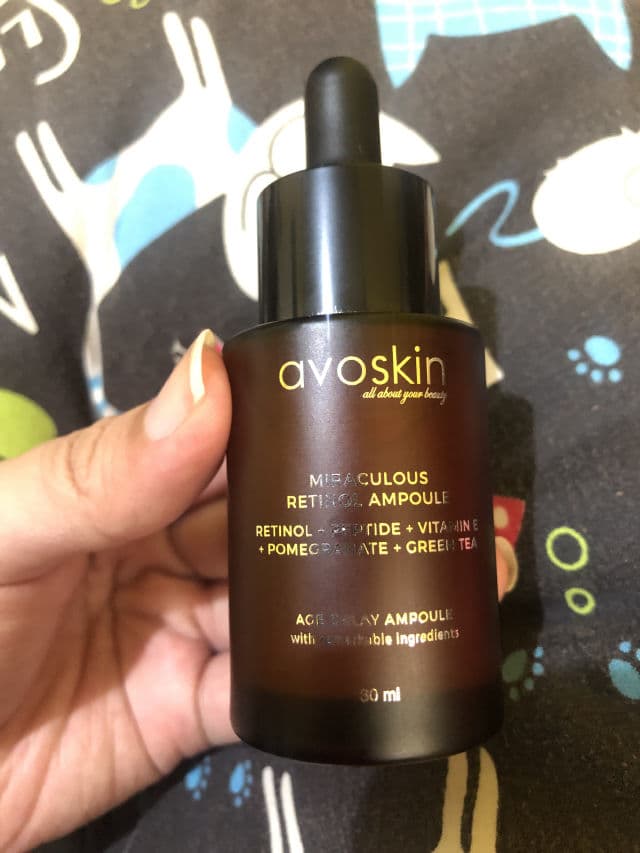 avoskin
all about your beauty
MIRACULOUS
RETINOL AMPOULE
RETINOL + PEPTIDE + VITAMIN E
+ POMEGRANATE + GREEN TEA
AGE DELAY AMPOULE
with remarkable ingredients
30 ml